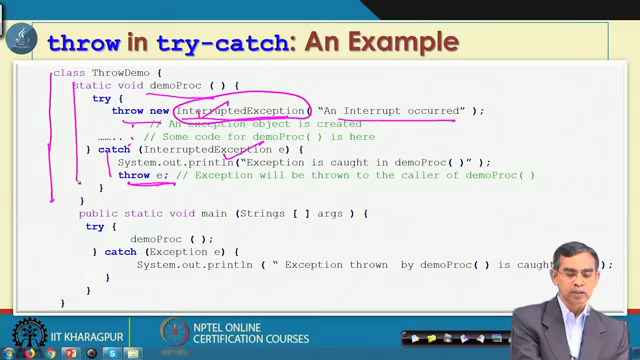 throw in try-catch: An Example
class ThrowDemo {
static void demoProc ( ) {
try {
throw new InterruptedException( "An Interrupt occurred" );
// An exception object is created
…….. // Some code for demoProc( ) is here
} catch (InterruptedException e) {
System.out.println("Exception is caught in demoProc( )" );
throw e; // Exception will be thrown to the caller of demoProc( )
}
}
public static void main (Strings [ ] args ) {
try {
demoProc ( );
} catch (Exception e) {
System.out.println ( " Exception thrown by demoProc( ) is caught );
}
}
}
IIT KHARAGPUR
NPTEL ONLINE
CERTIFICATION COURSES